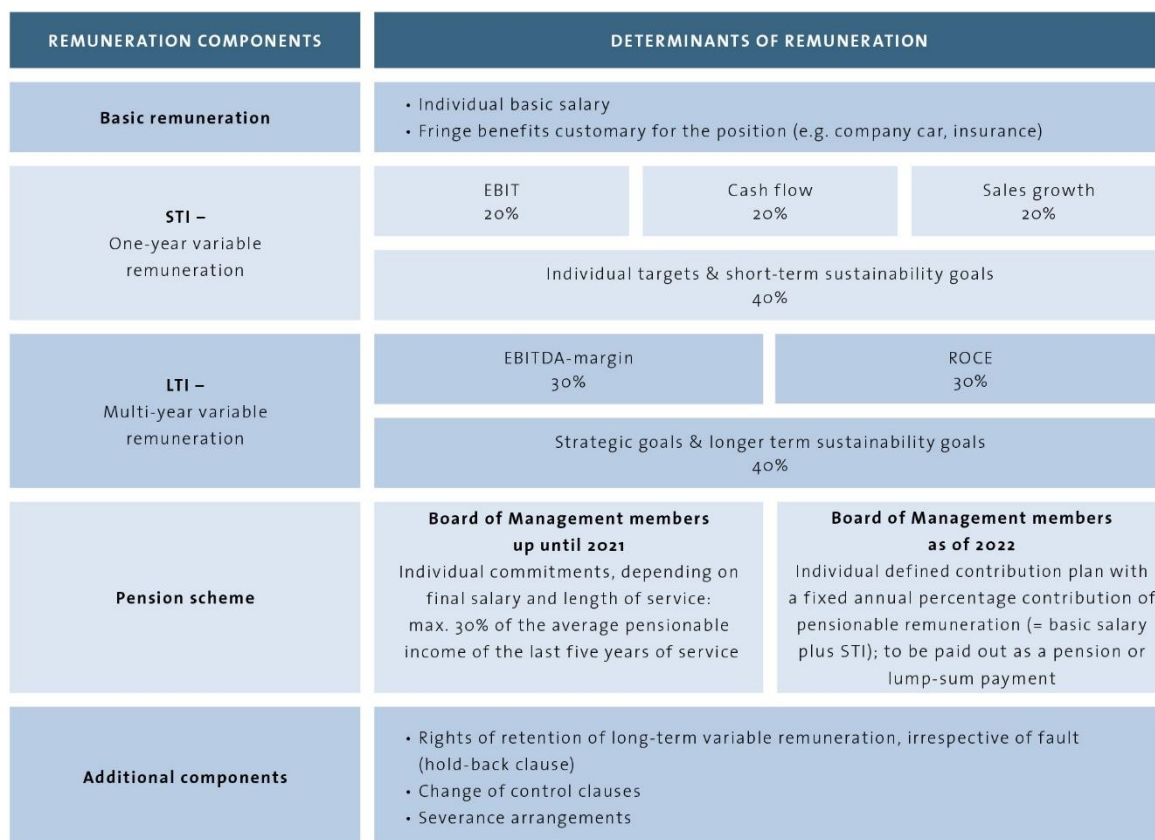 REMUNERATION COMPONENTS
DETERMINANTS OF REMUNERATION
Basic remuneration
• Individual basic salary
• Fringe benefits customary for the position (e.g. company car, insurance)
STI –
One-year variable
remuneration
EBIT
20%
Cash flow
20%
Sales growth
20%
Individual targets & short-term sustainability goals
40%
LTI –
Multi-year variable
remuneration
EBITDA-margin
30%
ROCE
30%
Strategic goals & longer term sustainability goals
40%
Pension scheme
Board of Management members
up until 2021
Individual commitments, depending on
final salary and length of service:
max. 30% of the average pensionable
income of the last five years of service
Board of Management members
as of 2022
Individual defined contribution plan with
a fixed annual percentage contribution of
pensionable remuneration (= basic salary
plus STI); to be paid out as a pension or
lump-sum payment
Additional components
• Rights of retention of long-term variable remuneration, irrespective of fault
(hold-back clause)
• Change of control clauses
• Severance arrangements